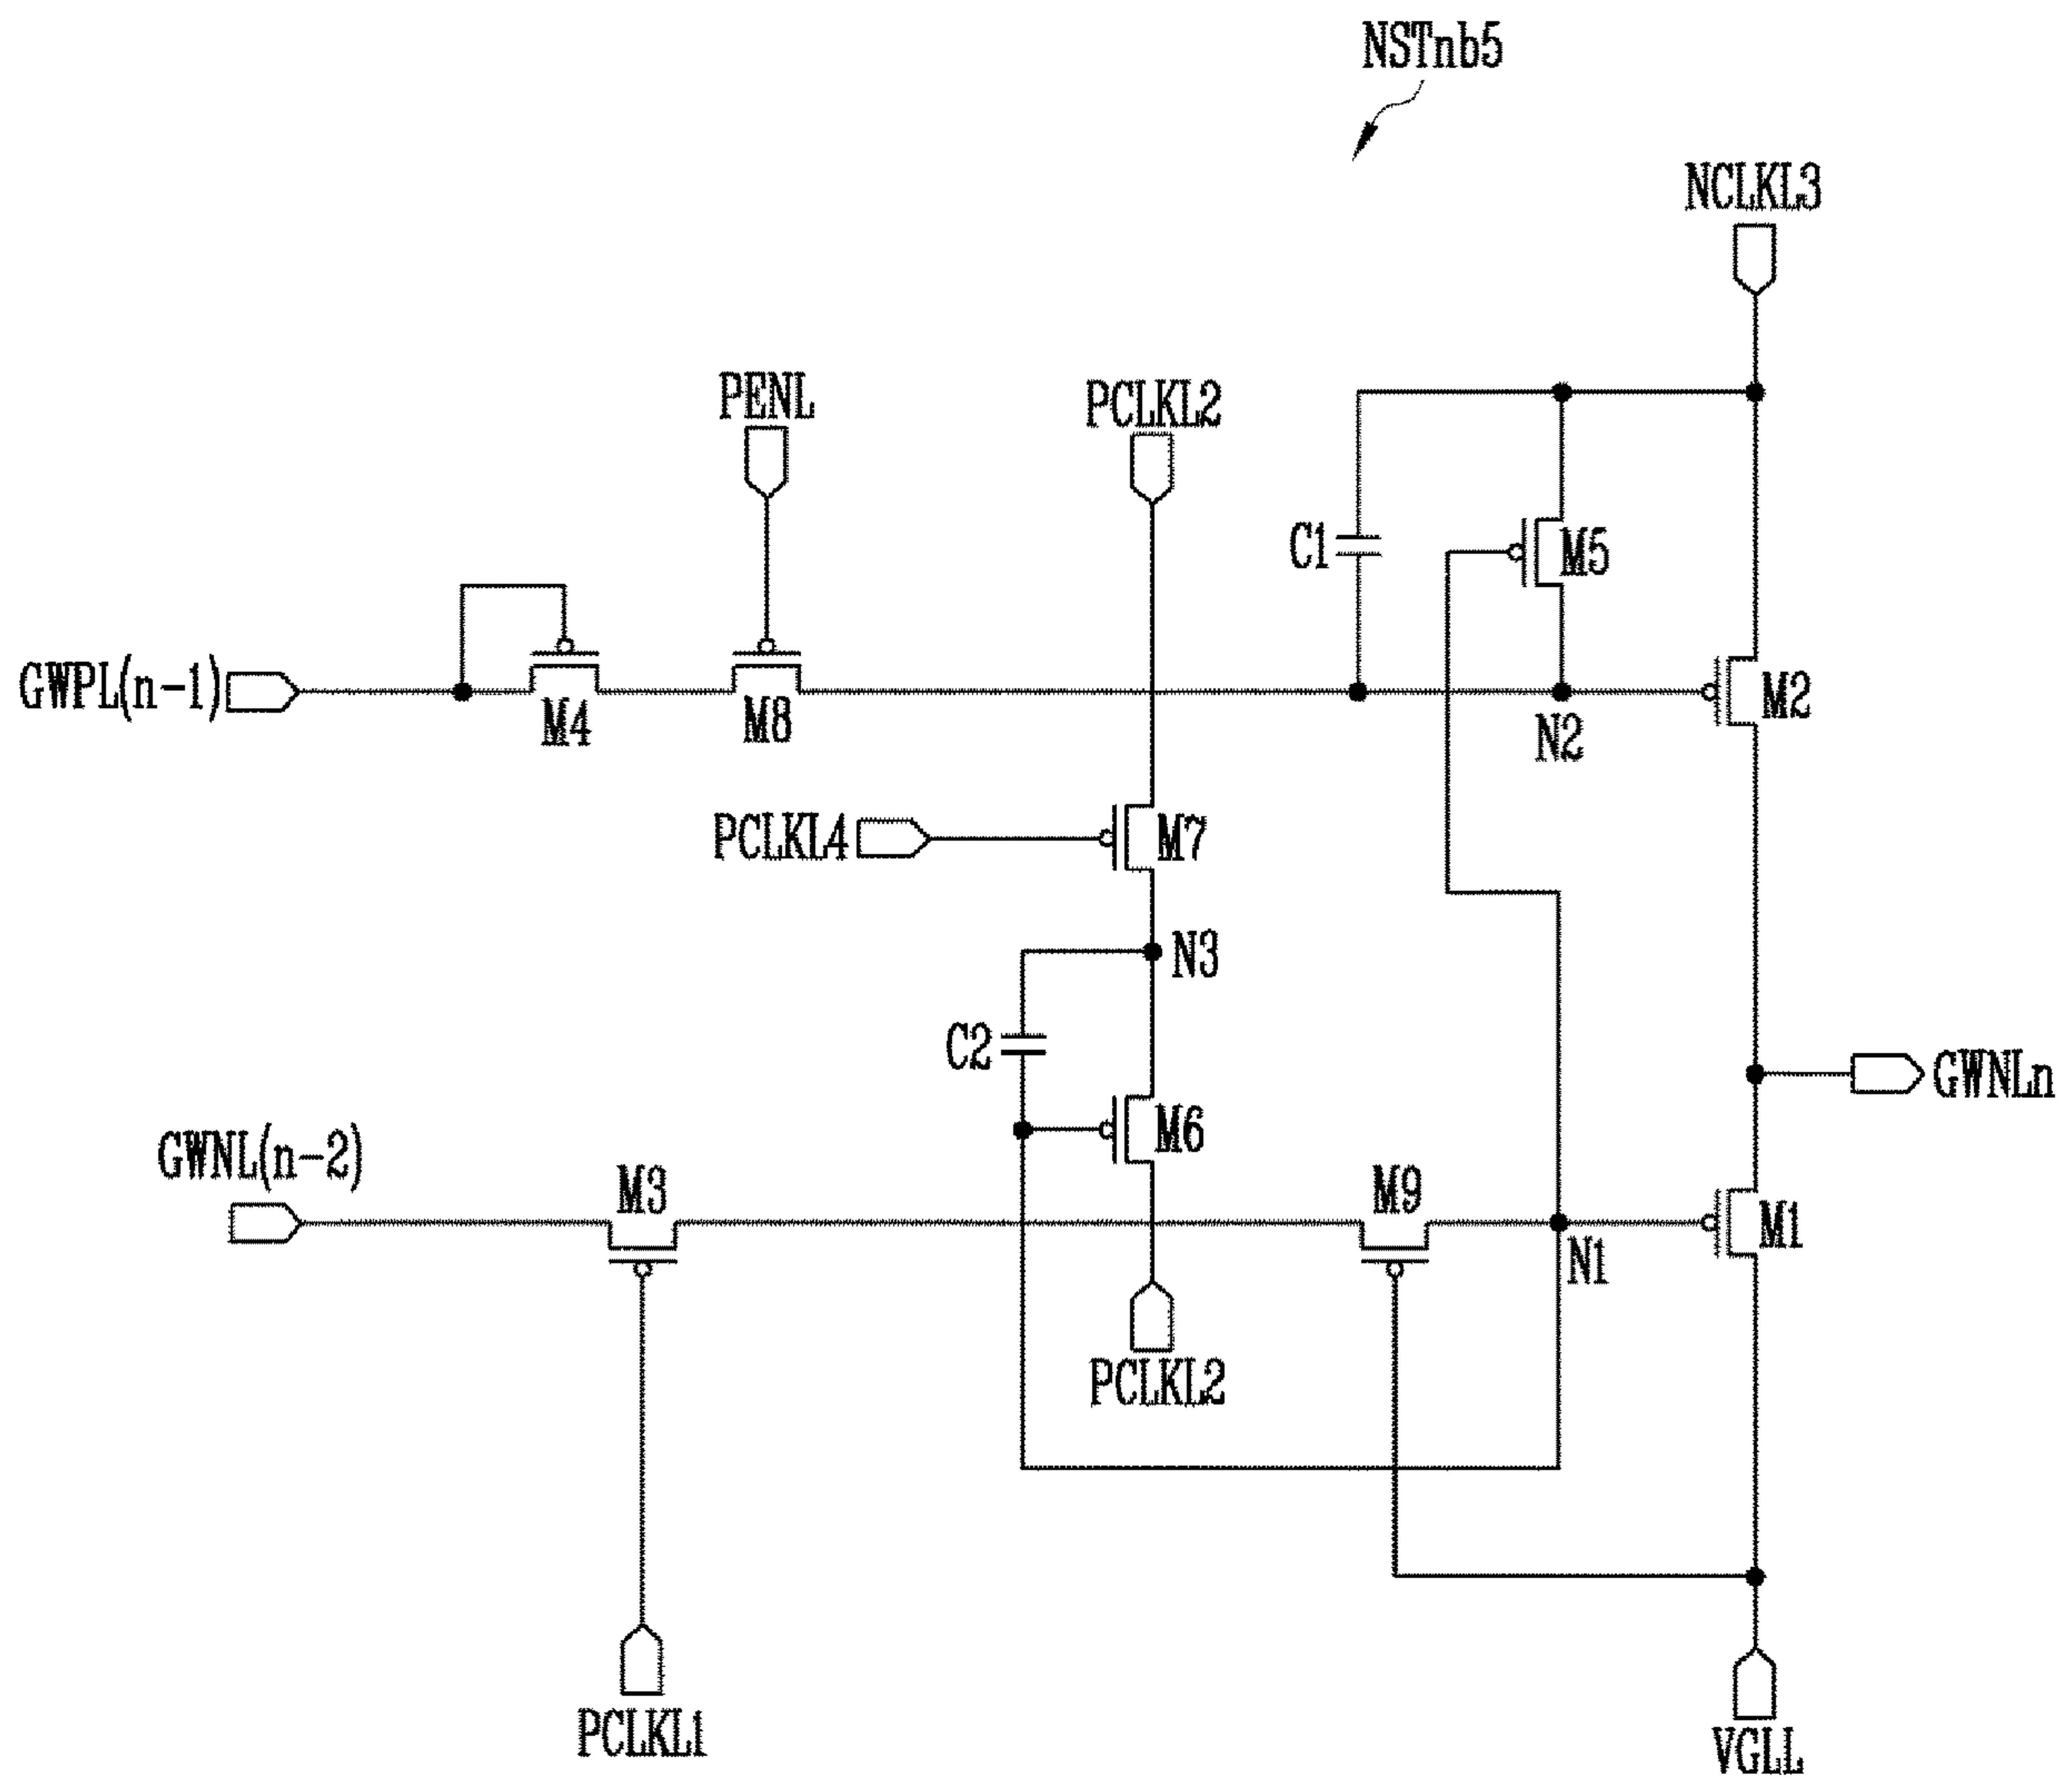 NSTnb5
NCLKL3
PENL
PCLKL2
C1
M5
GWPL(n-1)
M4
M8
N2
M2
PCLKL4
M7
N3
C2
M6
GWNLn
GWNL(n-2)
M3
M9
N1
M1
PCLKL2
PCLKL1
VGLL